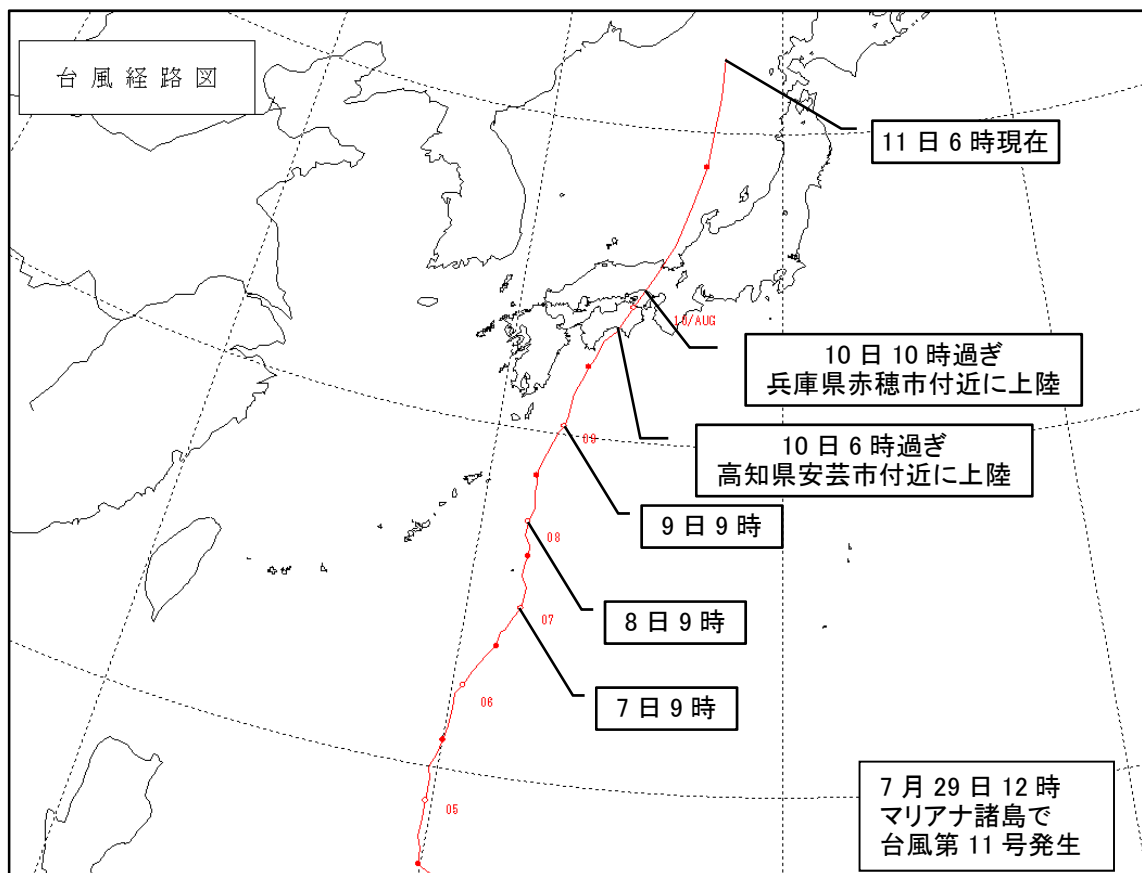 台風経路図
11日6時現在
10/AUG
10日10時過ぎ
兵庫県赤穂市付近に上陸
10日6時過ぎ
高知県安芸市付近に上陸
09
9日9時
08
8日9時
07
7日9時
06
05
7月29日12時
マリアナ諸島で
台風第11号発生